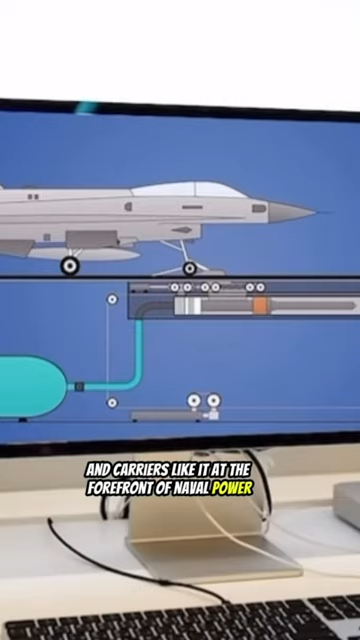 AND CARRIERS LIKE IT AT THE
FOREFRONT OF NAVAL POWER